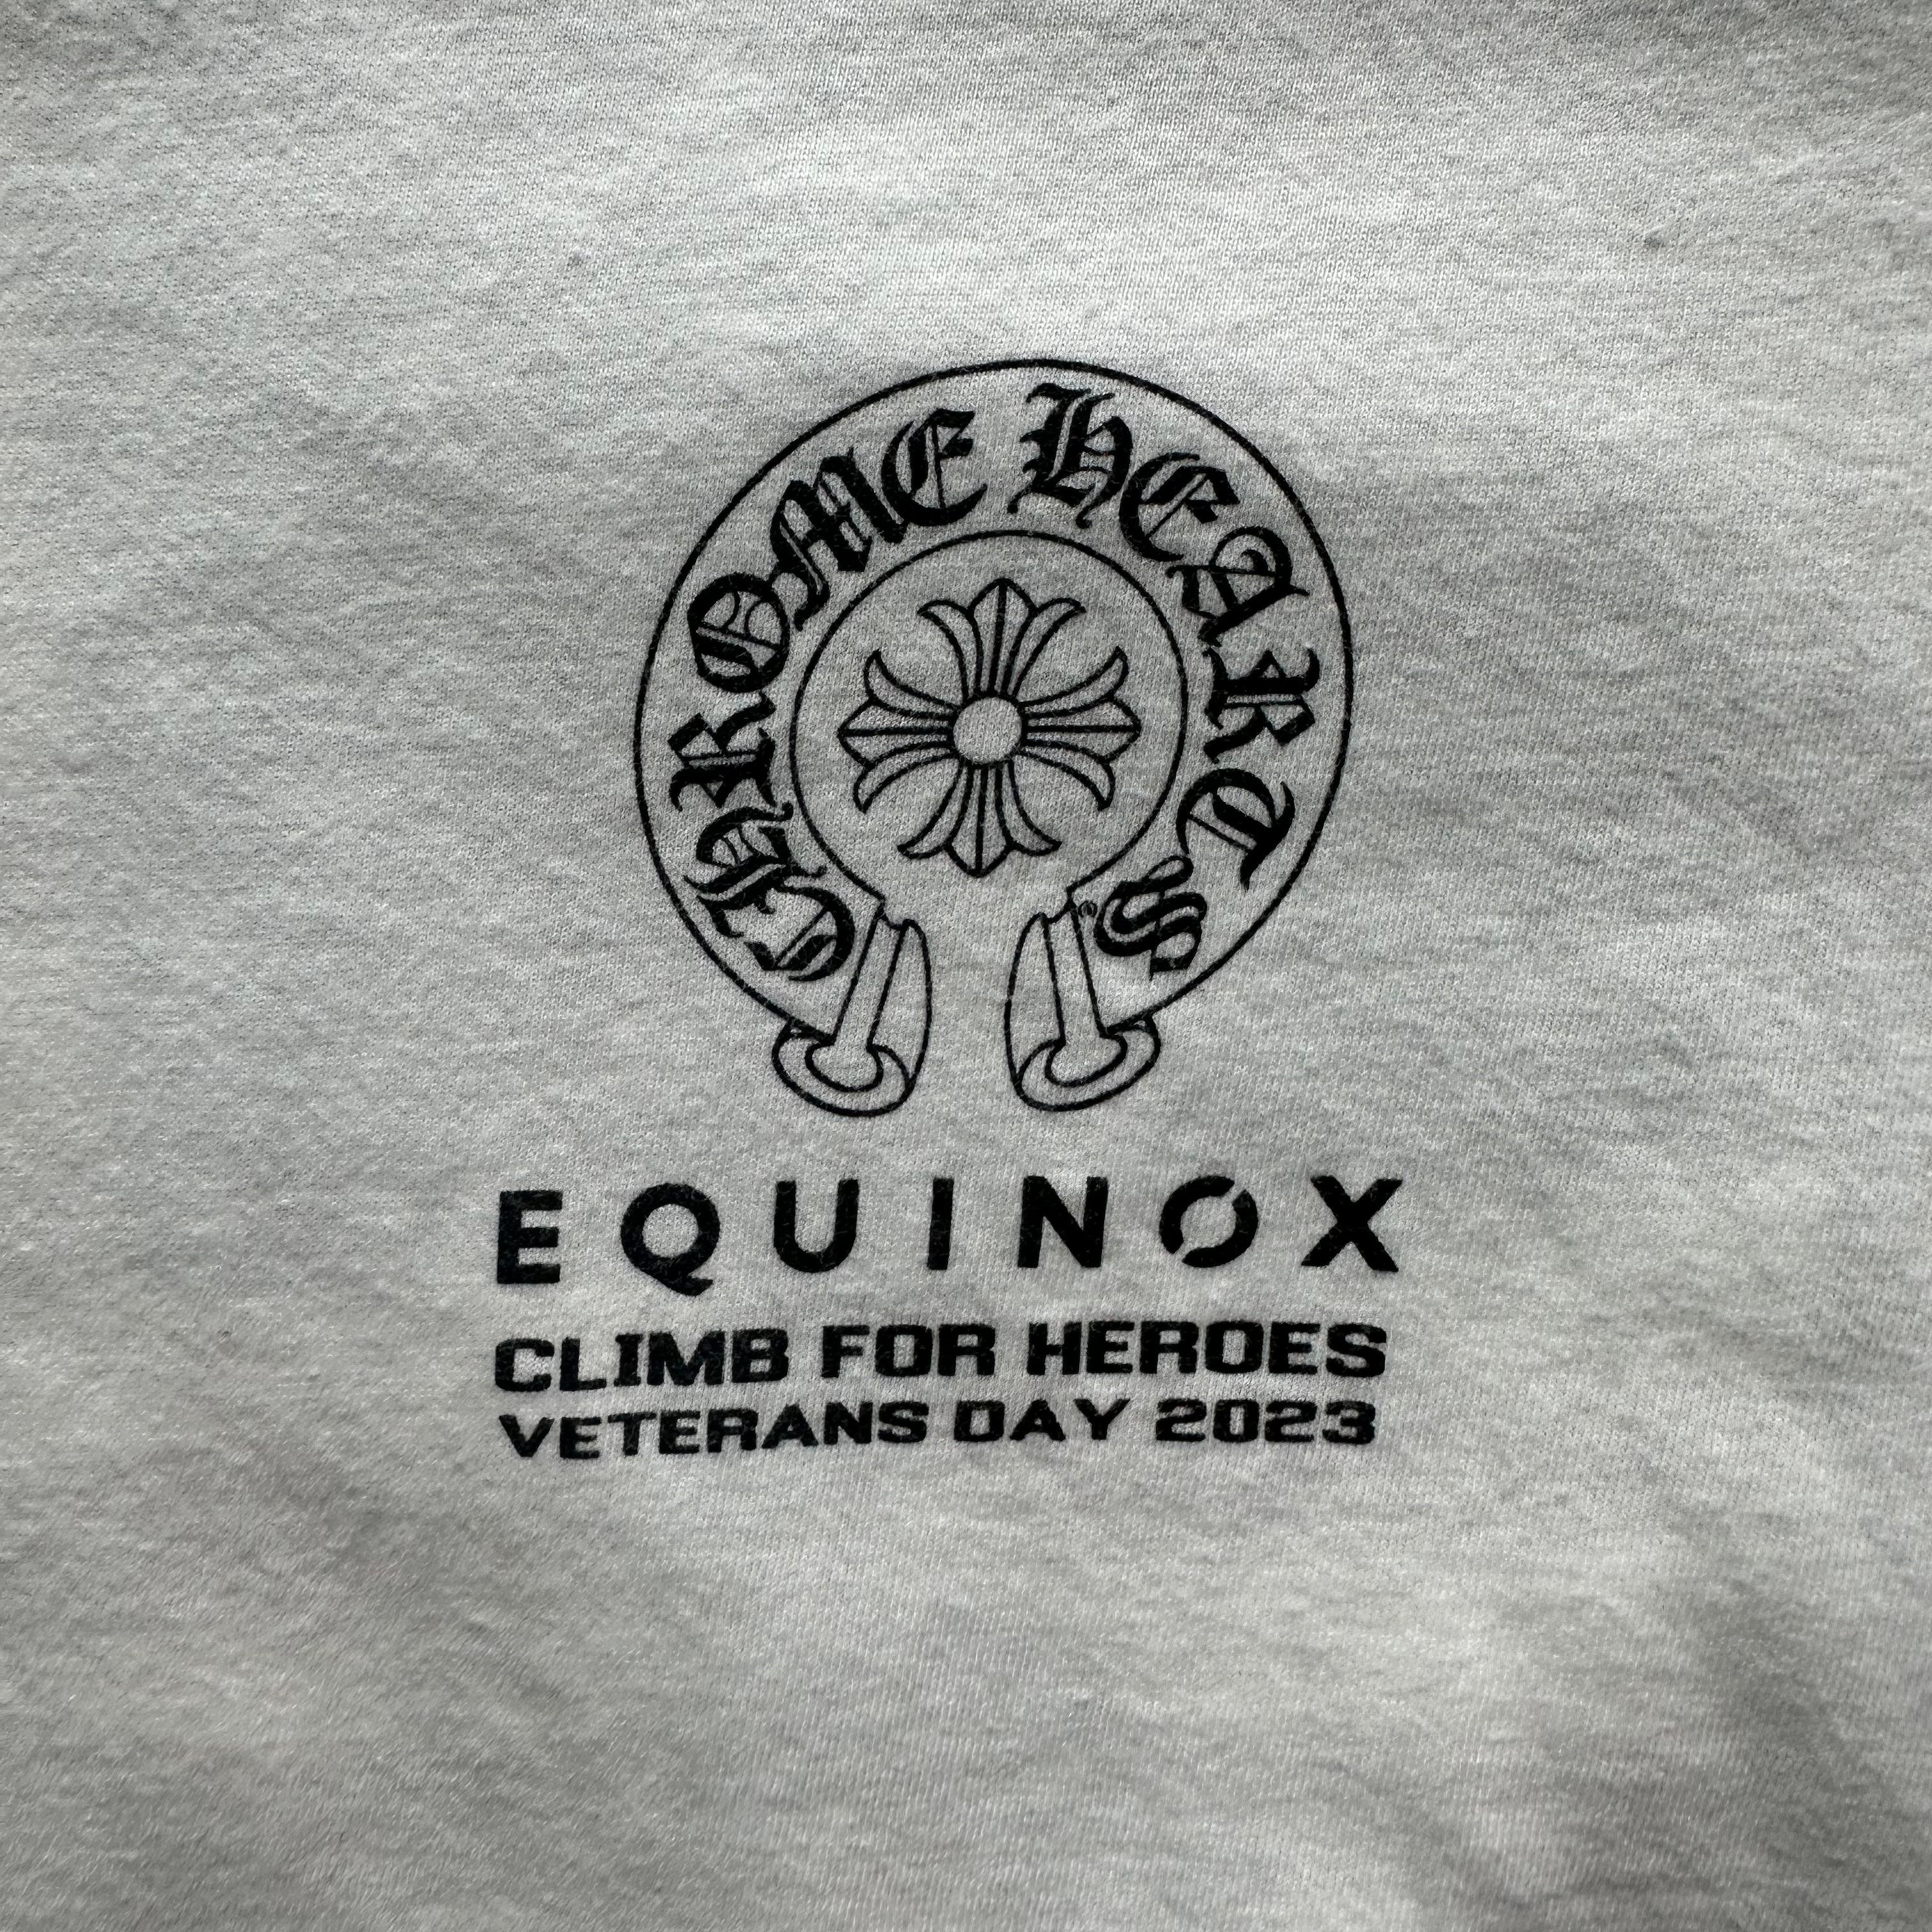 CHROME HEARTS®
EQUINOX
CLIMB FOR HEROES
VETERANS DAY 2023